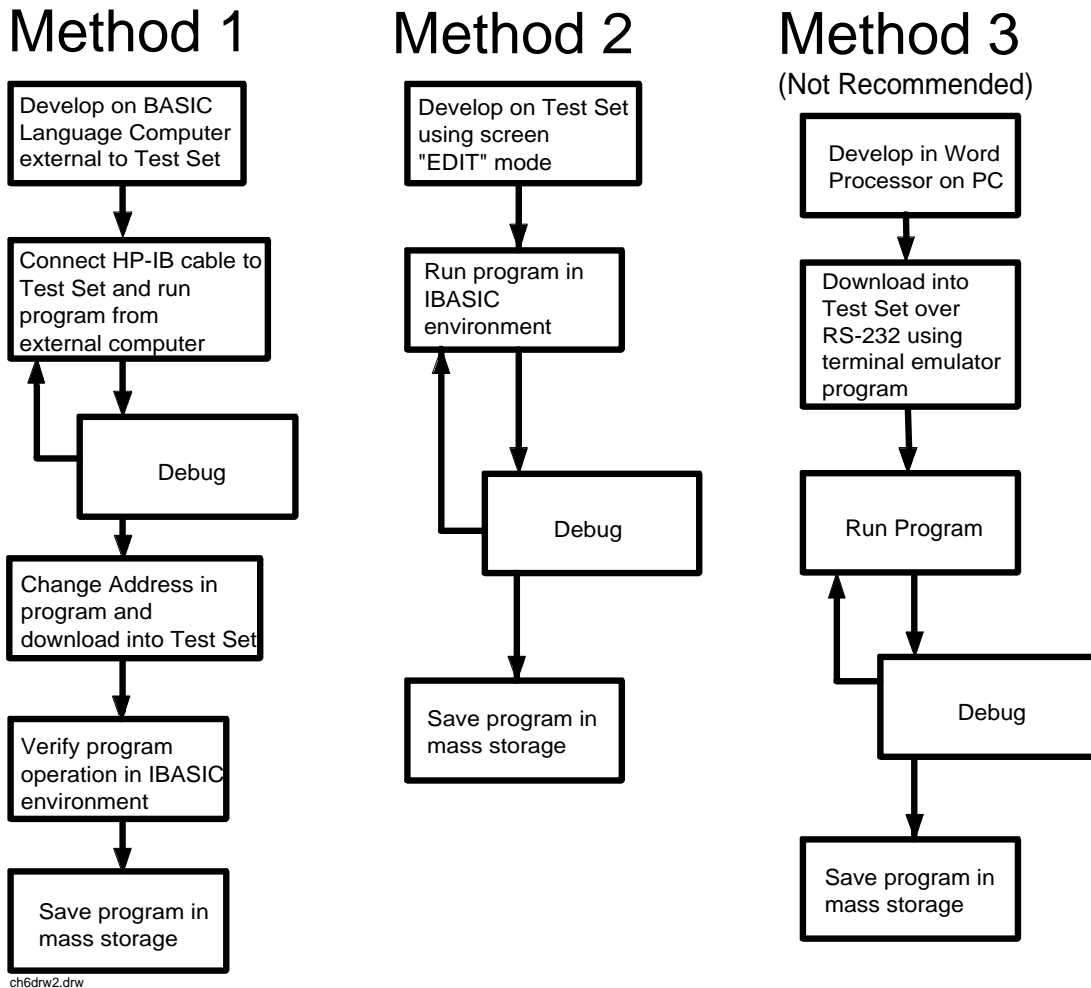 Method 1
Develop on BASIC
Language Computer
external to Test Set
Connect HP-IB cable to
Test Set and run
program from
external computer
Debug
Change Address in
program and
download into Test Set
Verify program
operation in IBASIC
environment
Save program in
mass storage
ch6drw2.drw
Method 2
Develop on Test Set
using screen
"EDIT" mode
Run program in
IBASIC
environment
Debug
Save program in
mass storage
Method 3
(Not Recommended)
Develop in Word
Processor on PC
Download into
Test Set over
RS-232 using
terminal emulator
program
Run Program
Debug
Save program in
mass storage